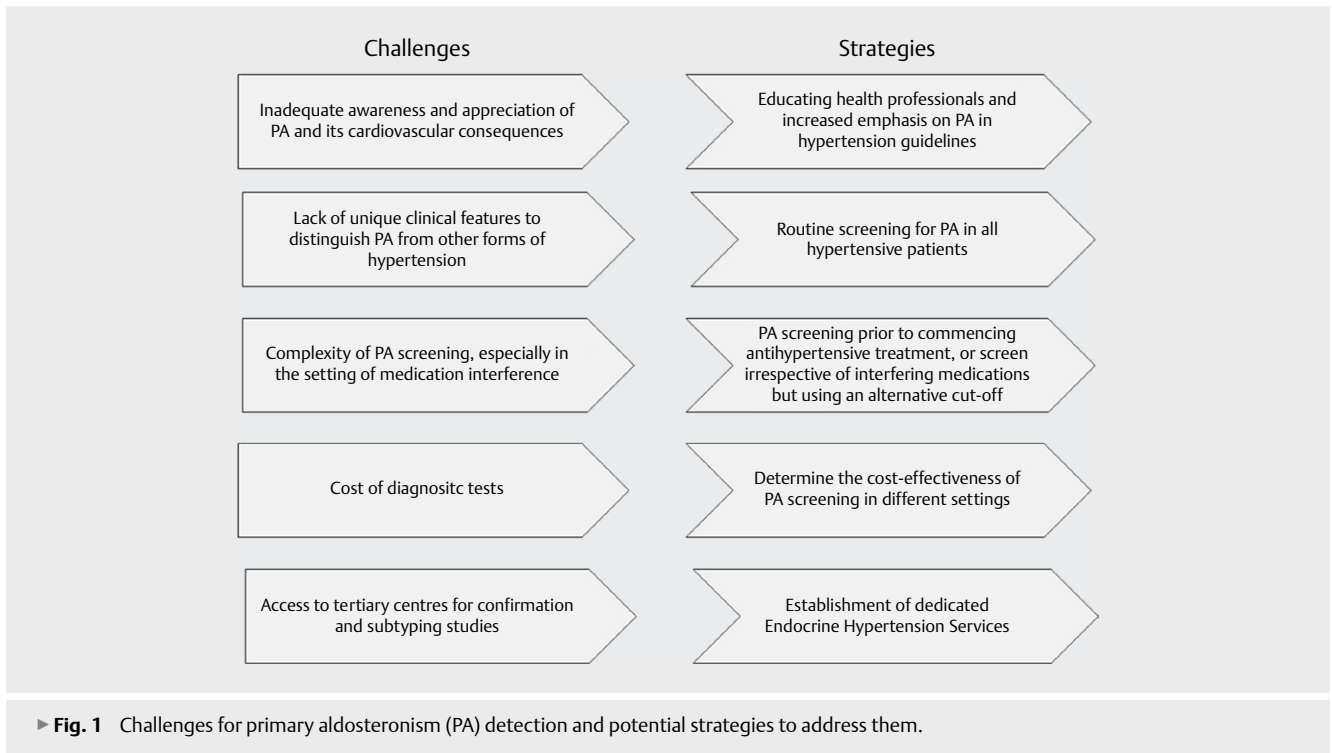 Challenges
Strategies
Inadequate awareness and appreciation of
PA and its cardiovascular consequences
Educating health professionals and
increased emphasis on PA in
hypertension guidelines
Lack of unique clinical features to
distinguish PA from other forms of
hypertension
Routine screening for PA in all
hypertensive patients
Complexity of PA screening, especially in
the setting of medication interference
PA screening prior to commencing
antihypertensive treatment, or screen
irrespective of interfering medications
but using an alternative cut-off
Cost of diagnositc tests
Determine the cost-effectiveness of
PA screening in different settings
Access to tertiary centres for confirmation
and subtyping studies
Establishment of dedicated
Endocrine Hypertension Services
▶ Fig. 1 Challenges for primary aldosteronism (PA) detection and potential strategies to address them.